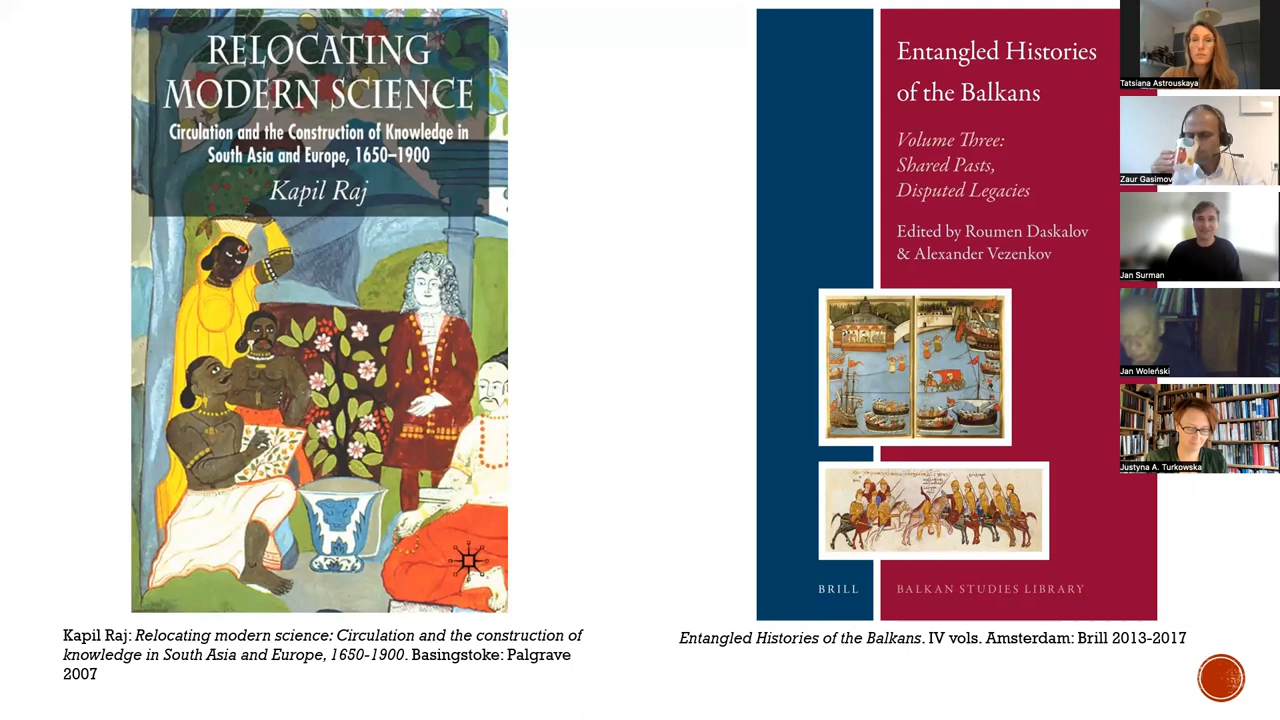 RELOCATING
MODERN SCIENCE
Circulation and the Construction of Knowledge in
South Asia and Europe, 1650–1900
Kapil Raj
Kapil Raj: Relocating modern science: Circulation and the construction of
knowledge in South Asia and Europe, 1650-1900. Basingstoke: Palgrave
2007
Entangled Histories
of the Balkans
Volume Three:
Shared Pasts,
Disputed Legacies
Edited by Roumen Daskalov
& Alexander Vezenkov
BRILL
BALKAN STUDIES LIBRARY
Entangled Histories of the Balkans. IV vols. Amsterdam: Brill 2013-2017
Tatsiana Astrouskaya
Zaur Gasimov
Jan Surman
Jan Woleński
Justyna A. Turkowska